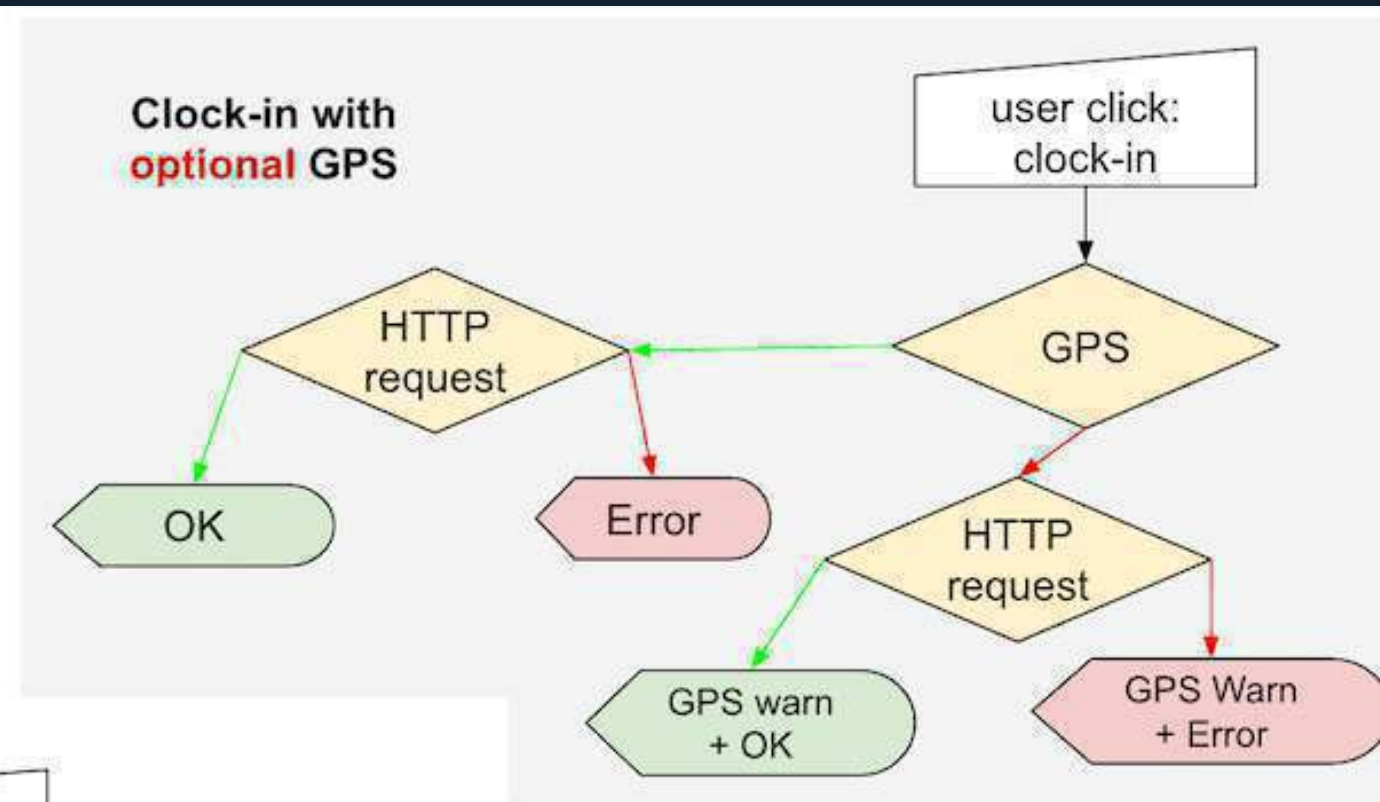 Clock-in with
optional GPS
user click:
clock-in
HTTP
request
GPS
OK
Error
HTTP
request
GPS warn
+ OK
GPS Warn
+ Error